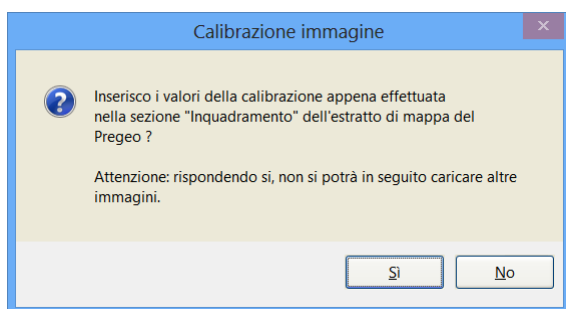 Calibrazione immagine
Inserisco i valori della calibrazione appena effettuata
nella sezione "Inquadramento" dell'estratto di mappa del
Pregeo ?
Attenzione: rispondendo si, non si potrà in seguito caricare altre
immagini.
Sì
No